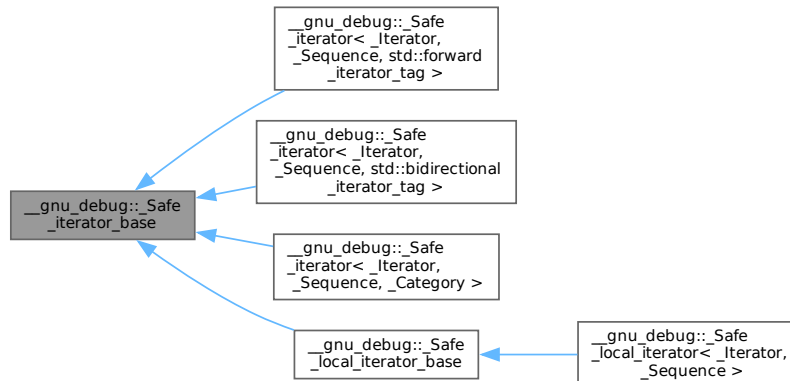 __gnu_debug::_Safe
_iterator< _Iterator,
_Sequence, std::forward
_iterator_tag >
__gnu_debug::_Safe
_iterator< _Iterator,
_Sequence, std::bidirectional
_iterator_tag >
__gnu_debug::_Safe
_iterator_base
__gnu_debug::_Safe
_iterator< _Iterator,
_Sequence, _Category >
__gnu_debug::_Safe
_local_iterator_base
__gnu_debug::_Safe
_local_iterator< _Iterator,
_Sequence >